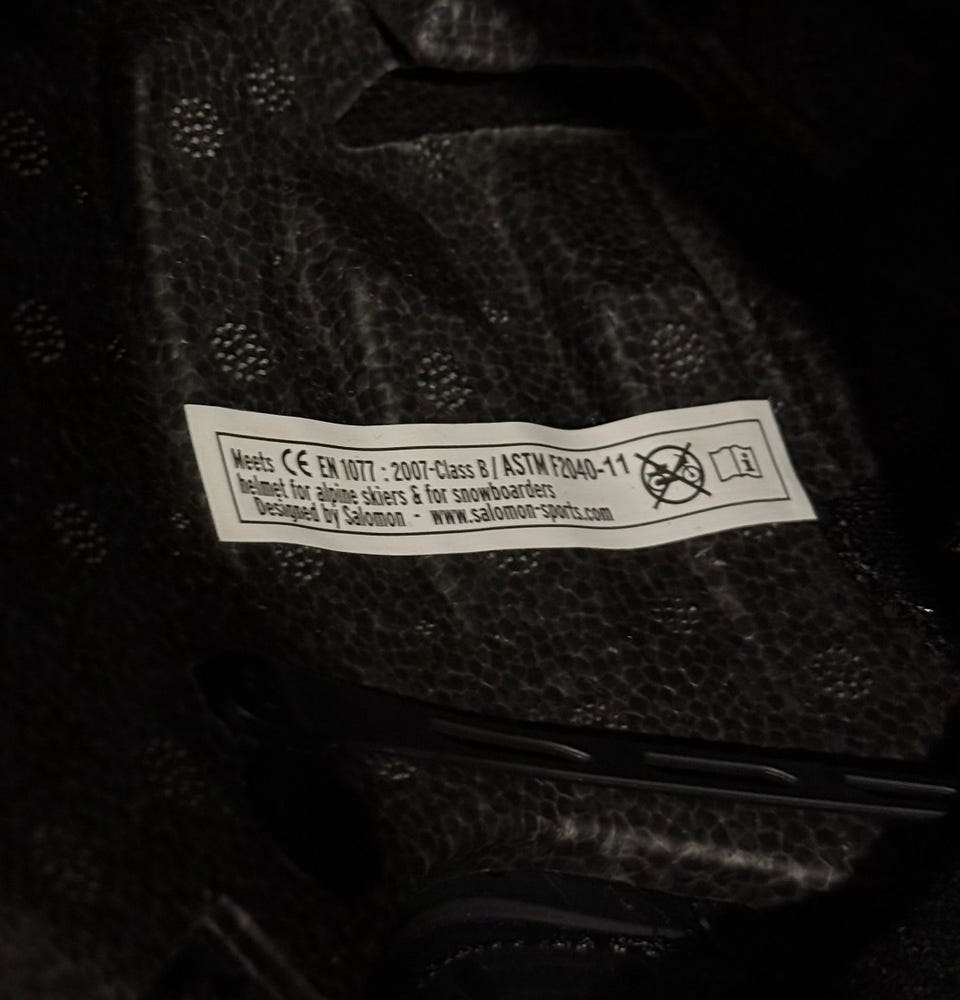 Meets CE EN 1077 : 2007-Class B / ASTM F2040-11
helmet for alpine skiers & for snowboarders
Designed by Salomon - www.salomon-sports.com